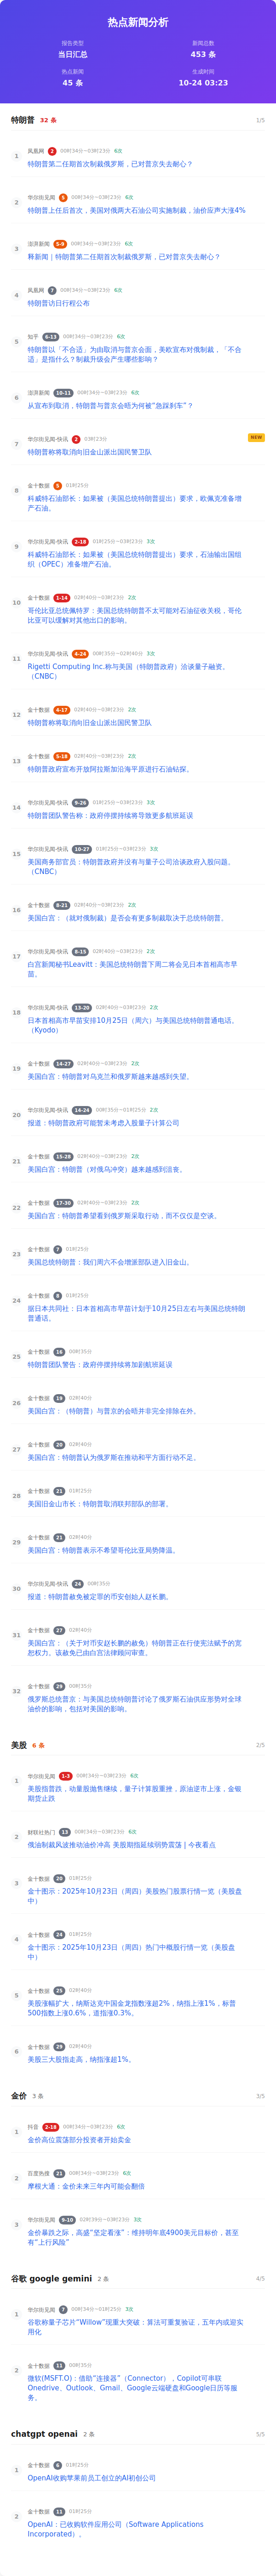 热点新闻分析
报告类型
新闻总数
当日汇总
453 条
热点新闻
生成时间
45 条
10-24 03:23
特朗普 32 条 1/5
1 凤凰网 2 00时34分~03时23分 6次
特朗普第二任期首次制裁俄罗斯，已对普京失去耐心？
2 华尔街见闻 5 00时34分~03时23分 6次
特朗普上任后首次，美国对俄两大石油公司实施制裁，油价应声大涨4%
3 澎湃新闻 5-9 00时34分~03时23分 6次
释新闻｜特朗普第二任期首次制裁俄罗斯，已对普京失去耐心？
4 凤凰网 7 00时34分~03时23分 6次
特朗普访日行程公布
5 知乎 6-13 00时34分~03时23分 6次
特朗普以「不合适」为由取消与普京会面，美欧宣布对俄制裁，「不合
适」是指什么？制裁升级会产生哪些影响？
6 澎湃新闻 10-11 00时34分~03时23分 6次
从宣布到取消，特朗普与普京会晤为何被“急踩刹车”？
7 华尔街见闻-快讯 2 03时23分 NEW
特朗普称将取消向旧金山派出国民警卫队
8 金十数据 5 01时25分
科威特石油部长：如果被（美国总统特朗普提出）要求，欧佩克准备增
产石油。
9 华尔街见闻-快讯 2-18 01时25分~03时23分 3次
科威特石油部长：如果被（美国总统特朗普提出）要求，石油输出国组
织（OPEC）准备增产石油。
10 金十数据 1-14 02时40分~03时23分 2次
哥伦比亚总统佩特罗：美国总统特朗普不太可能对石油征收关税，哥伦
比亚可以缓解对其他出口的影响。
11 华尔街见闻-快讯 4-24 00时35分~02时40分 3次
Rigetti Computing Inc.称与美国（特朗普政府）洽谈量子融资。
（CNBC）
12 金十数据 4-17 02时40分~03时23分 2次
特朗普称将取消向旧金山派出国民警卫队
13 金十数据 5-18 02时40分~03时23分 2次
特朗普政府宣布开放阿拉斯加沿海平原进行石油钻探。
14 华尔街见闻-快讯 9-26 01时25分~03时23分 3次
特朗普团队警告称：政府停摆持续将导致更多航班延误
15 华尔街见闻-快讯 10-27 01时25分~03时23分 3次
美国商务部官员：特朗普政府并没有与量子公司洽谈政府入股问题。
（CNBC）
16 金十数据 8-21 02时40分~03时23分 2次
美国白宫：（就对俄制裁）是否会有更多制裁取决于总统特朗普。
17 华尔街见闻-快讯 8-15 02时40分~03时23分 2次
白宫新闻秘书Leavitt：美国总统特朗普下周二将会见日本首相高市早
苗。
18 华尔街见闻-快讯 13-20 02时40分~03时23分 2次
日本首相高市早苗安排10月25日（周六）与美国总统特朗普通电话。
（Kyodo）
19 金十数据 14-27 02时40分~03时23分 2次
美国白宫：特朗普对乌克兰和俄罗斯越来越感到失望。
20 华尔街见闻-快讯 14-24 00时35分~01时25分 2次
报道：特朗普政府可能暂未考虑入股量子计算公司
21 金十数据 15-28 02时40分~03时23分 2次
美国白宫：特朗普（对俄乌冲突）越来越感到沮丧。
22 金十数据 17-30 02时40分~03时23分 2次
美国白宫：特朗普希望看到俄罗斯采取行动，而不仅仅是空谈。
23 金十数据 7 01时25分
美国总统特朗普：我们周六不会增派部队进入旧金山。
24 金十数据 8 01时25分
据日本共同社：日本首相高市早苗计划于10月25日左右与美国总统特朗
普通话。
25 金十数据 16 00时35分
特朗普团队警告：政府停摆持续将加剧航班延误
26 金十数据 19 02时40分
美国白宫：（特朗普）与普京的会晤并非完全排除在外。
27 金十数据 20 02时40分
美国白宫：特朗普认为俄罗斯在推动和平方面行动不足。
28 金十数据 21 01时25分
美国旧金山市长：特朗普取消联邦部队的部署。
29 金十数据 21 02时40分
美国白宫：特朗普表示不希望哥伦比亚局势降温。
30 华尔街见闻-快讯 24 00时35分
报道：特朗普赦免被定罪的币安创始人赵长鹏。
31 金十数据 27 02时40分
美国白宫：（关于对币安赵长鹏的赦免）特朗普正在行使宪法赋予的宽
恕权力。该赦免已由白宫法律顾问审查。
32 金十数据 29 00时35分
俄罗斯总统普京：与美国总统特朗普讨论了俄罗斯石油供应形势对全球
油价的影响，包括对美国的影响。
美股 6 条 2/5
1 华尔街见闻 1-3 00时34分~03时23分 6次
美股指普跌，动量股抛售继续，量子计算股重挫，原油逆市上涨，金银
期货止跌
2 财联社热门 13 00时34分~03时23分 6次
俄油制裁风波推动油价冲高 美股期指延续弱势震荡 | 今夜看点
3 金十数据 20 01时25分
金十图示：2025年10月23日（周四）美股热门股票行情一览（美股盘
中）
4 金十数据 24 01时25分
金十图示：2025年10月23日（周四）热门中概股行情一览（美股盘
中）
5 金十数据 25 02时40分
美股涨幅扩大，纳斯达克中国金龙指数涨超2%，纳指上涨1%，标普
500指数上涨0.6%，道指涨0.3%。
6 金十数据 29 02时40分
美股三大股指走高，纳指涨超1%。
金价 3 条 3/5
1 抖音 2-18 00时34分~03时23分 6次
金价高位震荡部分投资者开始卖金
2 百度热搜 21 00时34分~03时23分 6次
摩根大通：金价未来三年内可能会翻倍
3 华尔街见闻 9-10 01时39分~03时23分 3次
金价暴跌之际，高盛“坚定看涨”：维持明年底4900美元目标价，甚至
有“上行风险”
谷歌 google gemini 2 条 4/5
1 华尔街见闻 7 00时34分~01时25分 3次
谷歌称量子芯片“Willow”现重大突破：算法可重复验证，五年内或迎实
用化
2 金十数据 11 00时35分
微软(MSFT.O)：借助“连接器”（Connector），Copilot可串联
Onedrive、Outlook、Gmail、Google云端硬盘和Google日历等服
务。
chatgpt openai 2 条 5/5
1 金十数据 6 01时25分
OpenAI收购苹果前员工创立的AI初创公司
2 金十数据 11 01时25分
OpenAI：已收购软件应用公司（Software Applications
Incorporated）。